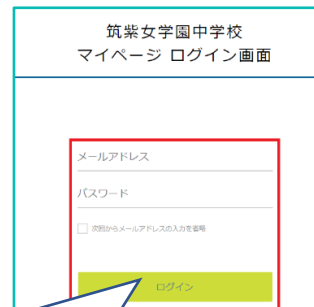 筑紫女学園中学校
マイページ ログイン画面
メールアドレス
パスワード
次回からメールアドレスの入力を省略
ログイン